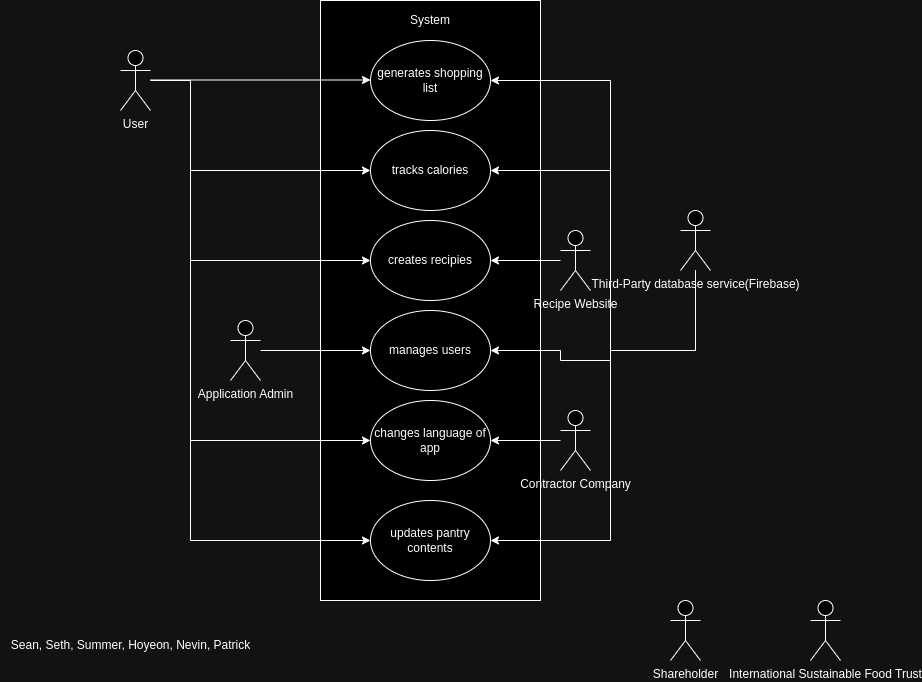 System
generates shopping
list
User
tracks calories
creates recipies
Third-Party database service(Firebase)
Recipe Website
manages users
Application Admin
changes language of
app
Contractor Company
updates pantry
contents
Sean, Seth, Summer, Hoyeon, Nevin, Patrick
Shareholder
International Sustainable Food Trust